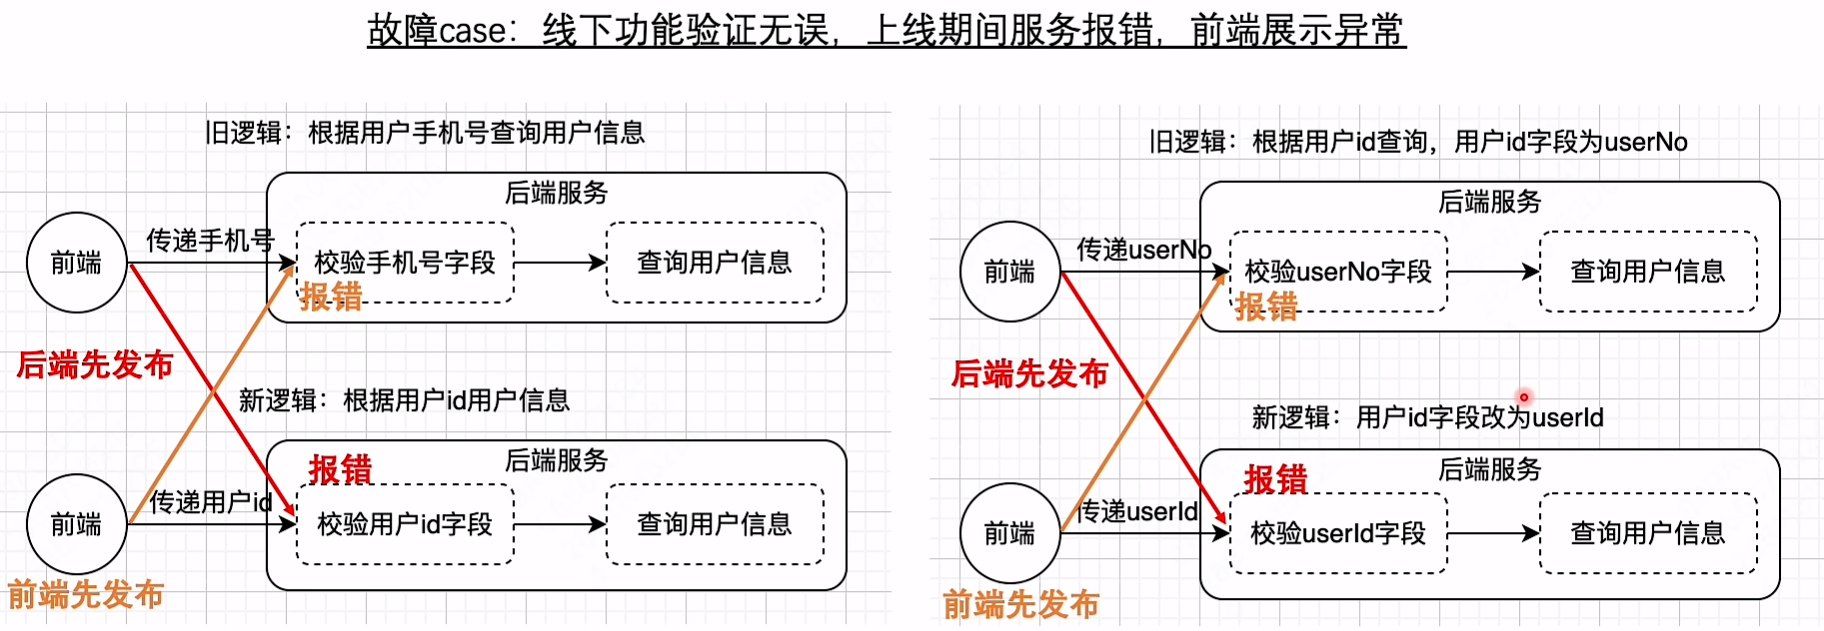 故障case：线下功能验证无误，上线期间服务报错，前端展示异常
旧逻辑：根据用户手机号查询用户信息
后端服务
前端
传递手机号
校验手机号字段
查询用户信息
报错
后端先发布
新逻辑：根据用户id用户信息
后端服务
报错
前端
传递用户id
校验用户id字段
查询用户信息
前端先发布
旧逻辑：根据用户id查询，用户id字段为userNo
后端服务
前端
传递userNo
校验userNo字段
查询用户信息
报错
后端先发布
新逻辑：用户id字段改为userId
后端服务
报错
前端
传递userId
校验userId字段
查询用户信息
前端先发布